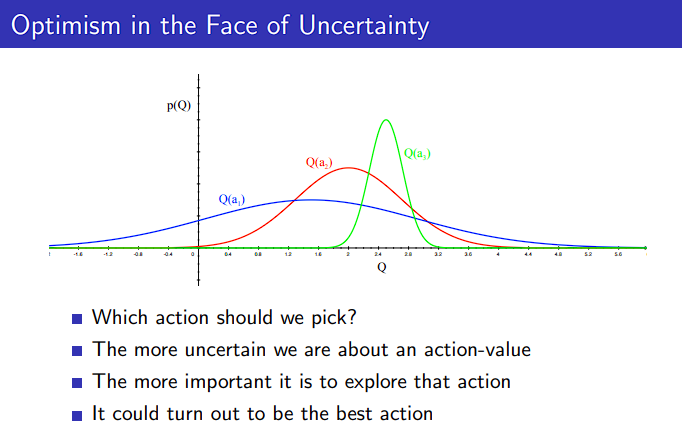 Optimism in the Face of Uncertainty
p(Q)
Q(a₃)
Q(a₂)
Q(a₁)
-1.6 -1.2 -0.8 -0.4 0 0.4 0.8 1.2 1.6 2 2.4 2.8 3.2 3.6 4 4.4 4.8 5.2 5.6
Q
Which action should we pick?
The more uncertain we are about an action-value
The more important it is to explore that action
It could turn out to be the best action